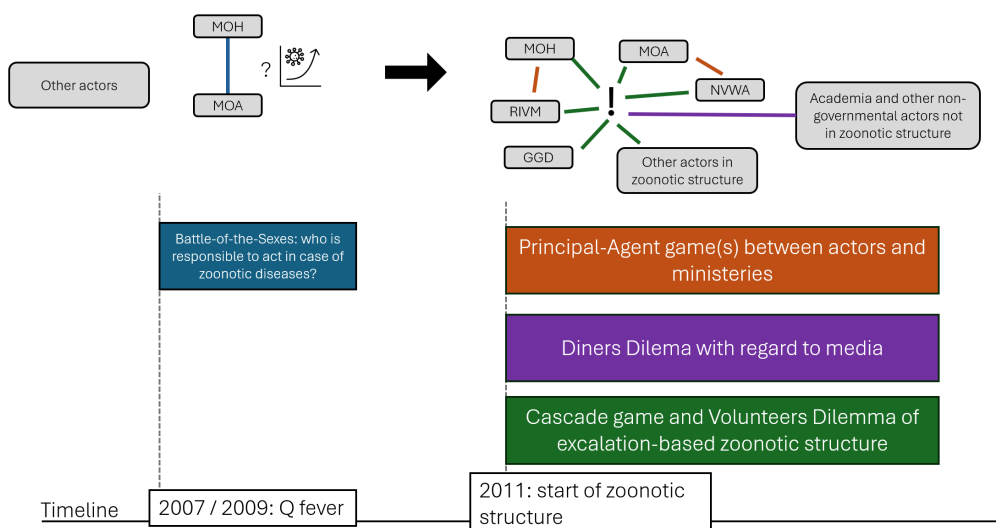 MOH
Other actors
?
MOA
MOH
MOA
RIVM
!
NVWA
Academia and other non-
governmental actors not
in zoonotic structure
GGD
Other actors in
zoonotic structure
Battle-of-the-Sexes: who is
responsible to act in case of
zoonotic diseases?
Principal-Agent game(s) between actors and
ministeries
Diners Dilema with regard to media
Cascade game and Volunteers Dilemma of
excalation-based zoonotic structure
Timeline
2007 / 2009: Q fever
2011: start of zoonotic
structure